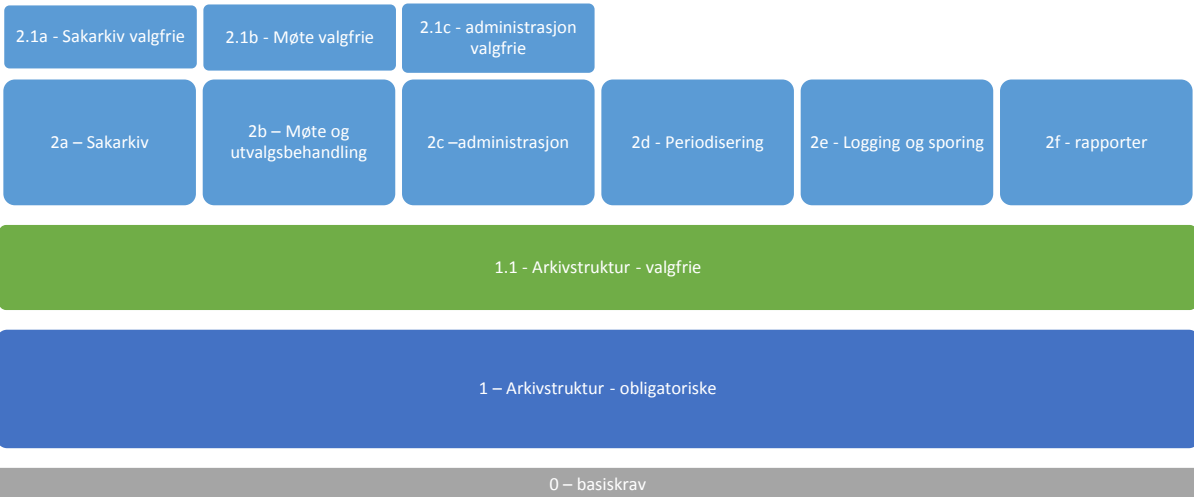 2.1a - Sakarkiv valgfrie
2.1b - Møte valgfrie
2.1c - administrasjon
valgfrie
2a – Sakarkiv
2b – Møte og
utvalgsbehandling
2c –administrasjon
2d - Periodisering
2e - Logging og sporing
2f - rapporter
1.1 - Arkivstruktur - valgfrie
1 – Arkivstruktur - obligatoriske
0 – basiskrav